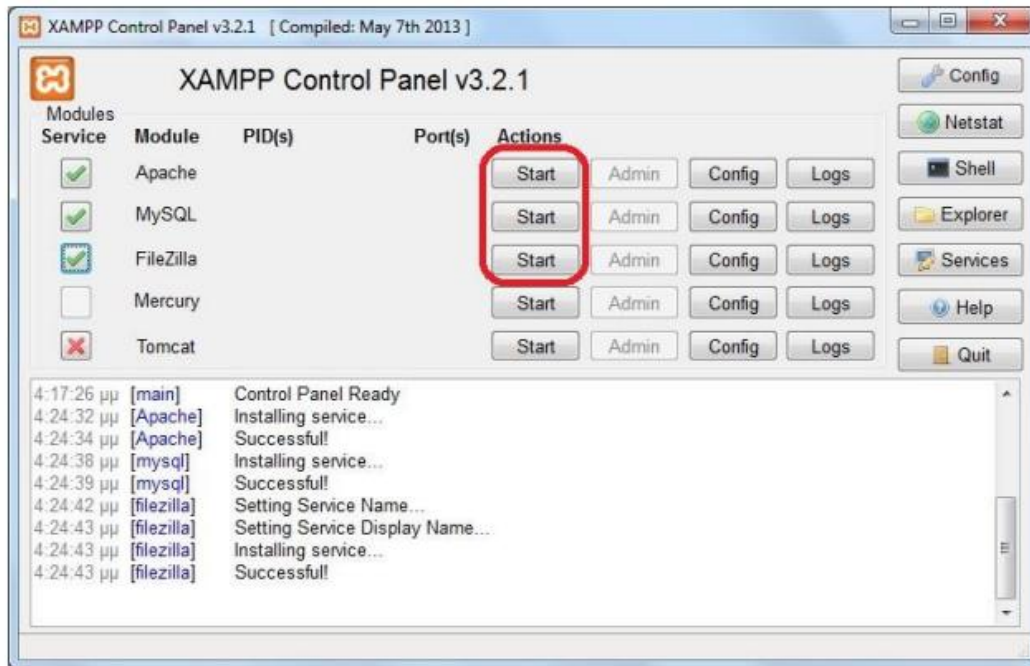 XAMPP Control Panel v3.2.1 [ Compiled: May 7th 2013 ]
XAMPP Control Panel v3.2.1
Config
Modules
Service Module PID(s) Port(s) Actions
Netstat
Apache Start Admin Config Logs
Shell
MySQL Start Admin Config Logs
Explorer
FileZilla Start Admin Config Logs
Services
Mercury Start Admin Config Logs
Help
Tomcat Start Admin Config Logs
Quit
4:17:26 μμ [main] Control Panel Ready
4:24:32 μμ [Apache] Installing service...
4:24:34 μμ [Apache] Successful!
4:24:38 μμ [mysql] Installing service...
4:24:39 μμ [mysql] Successful!
4:24:42 μμ [filezilla] Setting Service Name...
4:24:43 μμ [filezilla] Setting Service Display Name...
4:24:43 μμ [filezilla] Installing service...
4:24:43 μμ [filezilla] Successful!